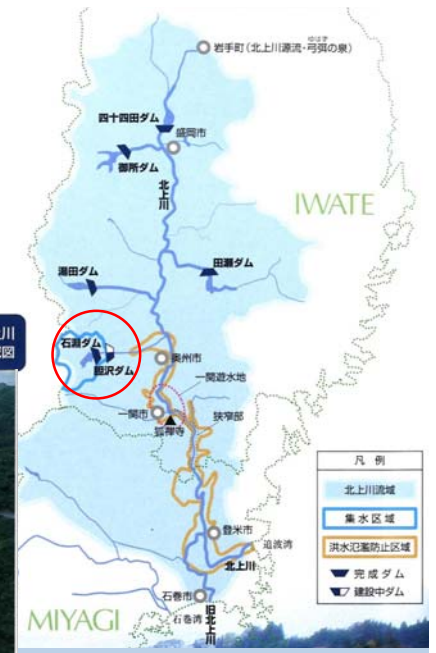 ゆはず
岩手町(北上川源流・弓弭の泉)
四十四田ダム
盛岡市
御所ダム
北上川
IWATE
田瀬ダム
湯田ダム
川
図
石淵ダム
胆沢ダム
奥州市
一関遊水地
一関市
狭窄部
狐禅寺
凡例
北上川流域
集水区域
洪水氾濫防止区域
完成ダム
建設中ダム
登米市
追波湾
北上川
石巻市
旧北上川
石巻湾
MIYAGI